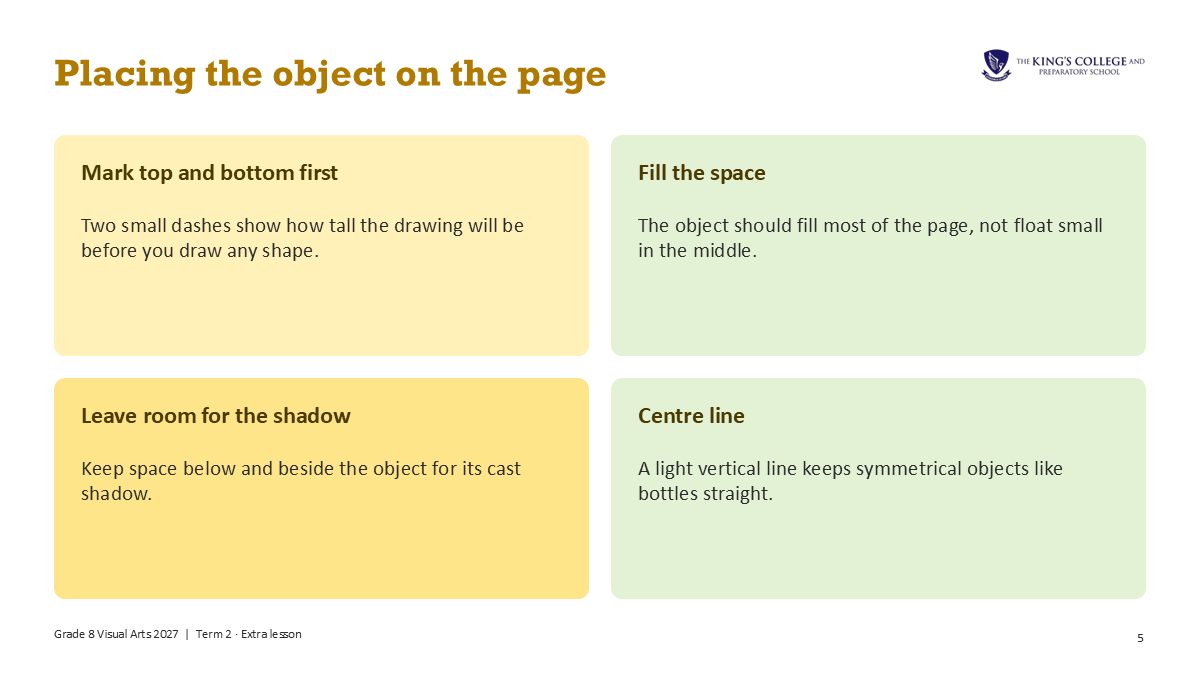 Placing the object on the page
THE KING'S COLLEGE AND
PREPARATORY SCHOOL
Mark top and bottom first
Two small dashes show how tall the drawing will be
before you draw any shape.
Fill the space
The object should fill most of the page, not float small
in the middle.
Leave room for the shadow
Keep space below and beside the object for its cast
shadow.
Centre line
A light vertical line keeps symmetrical objects like
bottles straight.
Grade 8 Visual Arts 2027 | Term 2 · Extra lesson
5